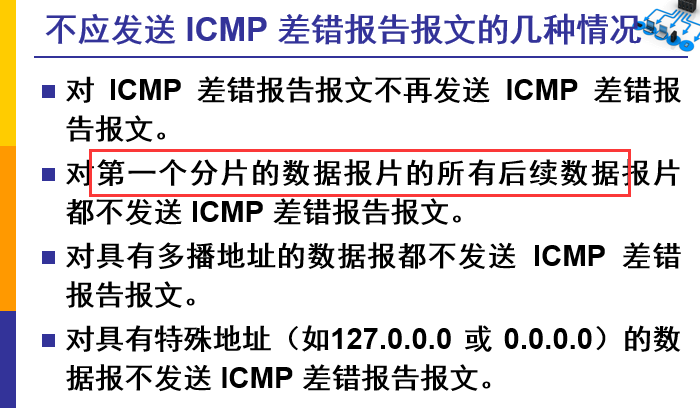 不应发送 ICMP 差错报告报文的几种情况
对 ICMP 差错报告报文不再发送 ICMP 差错报
告报文。
对第一个分片的数据报片的所有后续数据报片
都不发送 ICMP 差错报告报文。
对具有多播地址的数据报都不发送 ICMP 差错
报告报文。
对具有特殊地址（如127.0.0.0 或 0.0.0.0）的数
据报不发送 ICMP 差错报告报文。